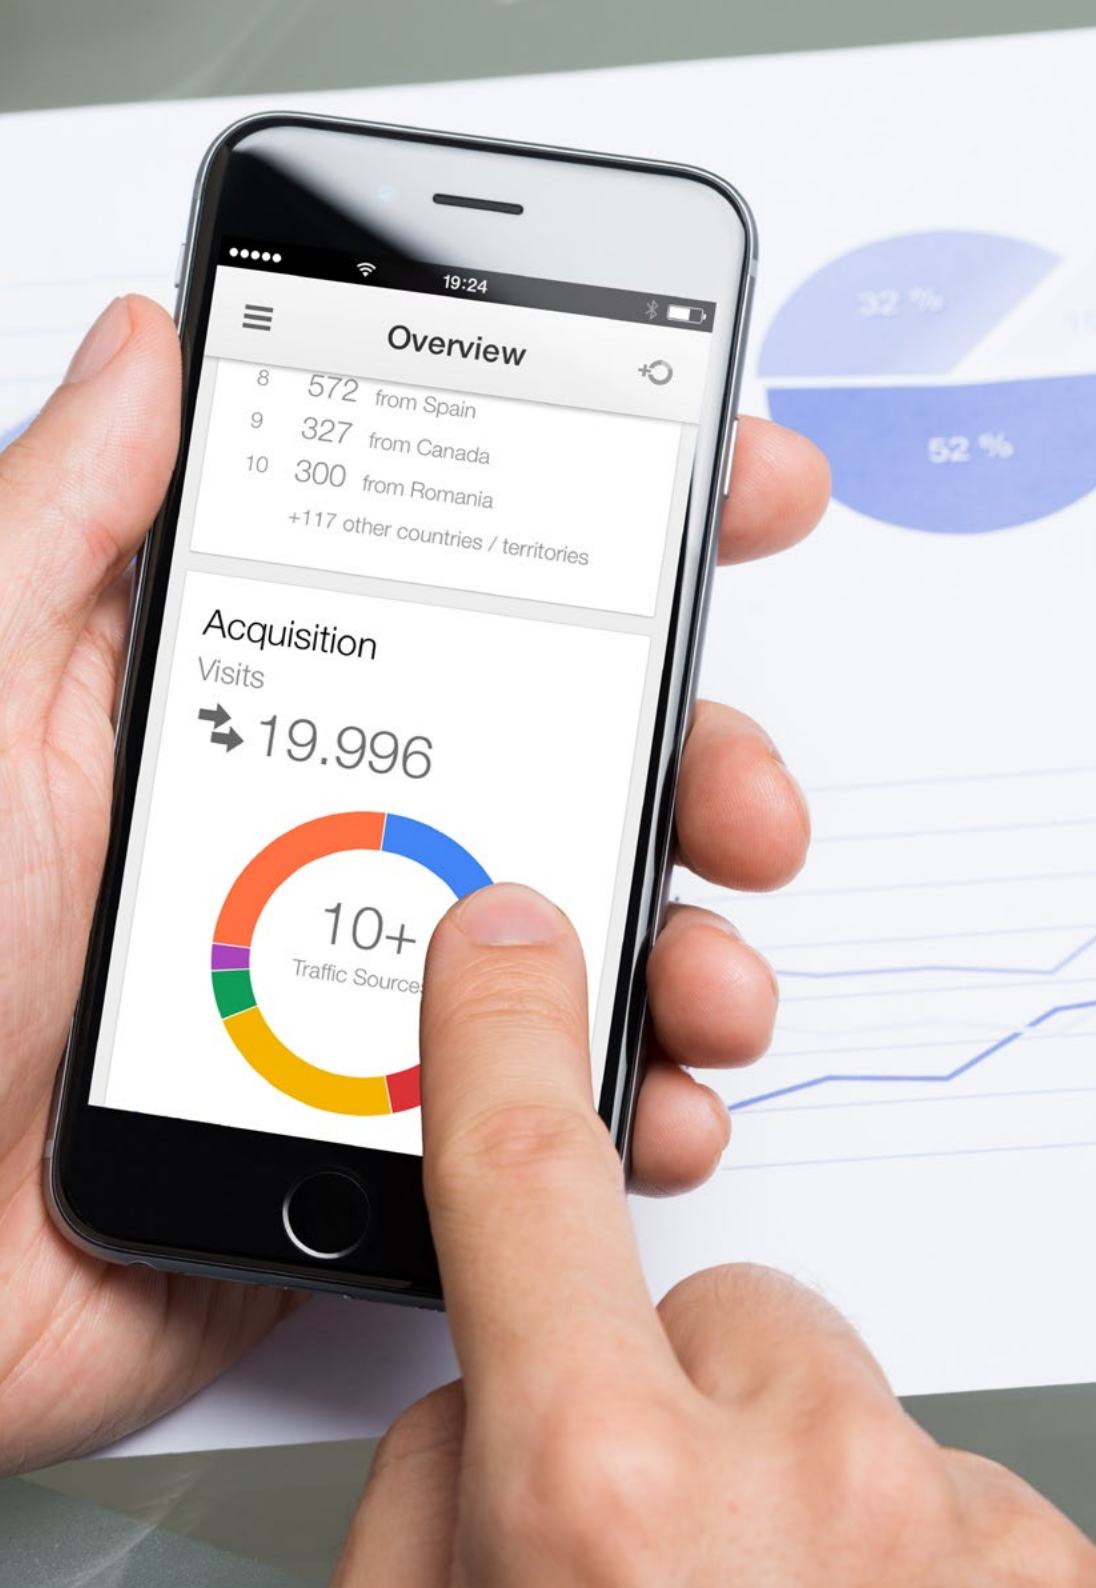 19:24
Overview
8 572 from Spain
9 327 from Canada
10 300 from Romania
+117 other countries / territories
Acquisition
Visits
19.996
10+
Traffic
32 %
52 %